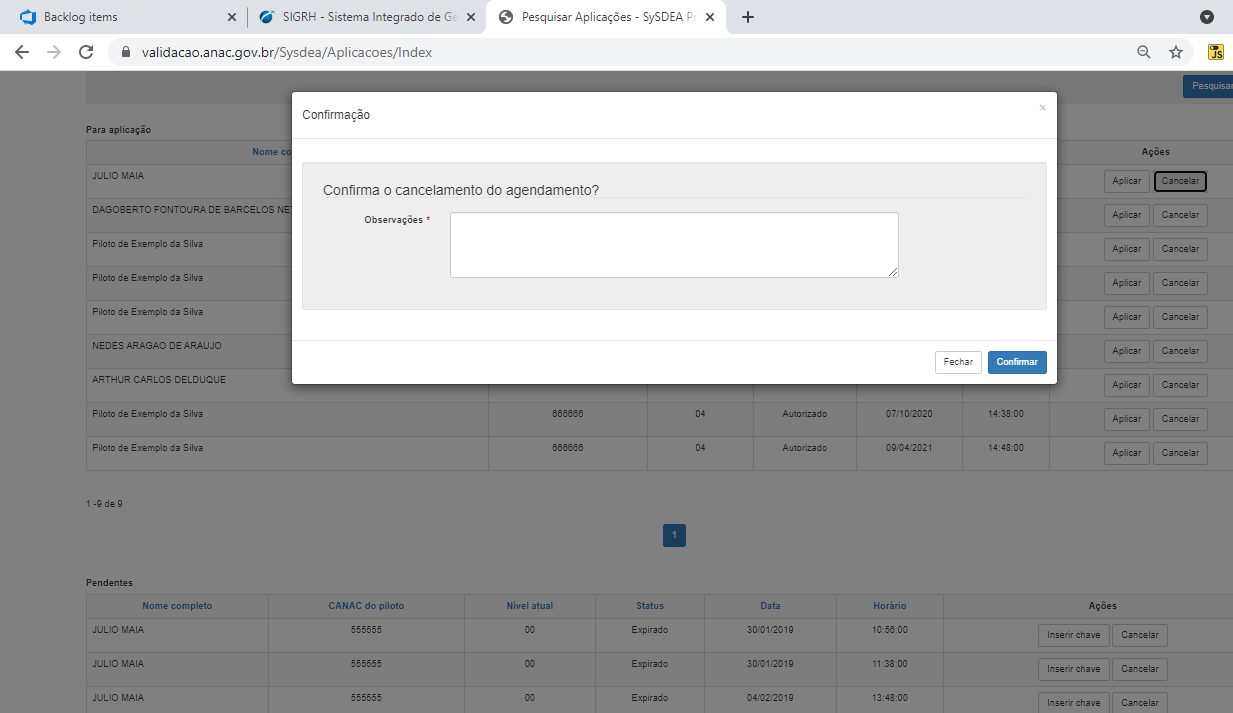 Backlog items
SIGRH - Sistema Integrado de Ge
Pesquisar Aplicações - SySDEA Pr
validacao.anac.gov.br/Sysdea/Aplicacoes/Index
JS
Pesquisar
Confirmação
×
Confirma o cancelamento do agendamento?
Observações *
Fechar Confirmar
Para aplicação
Nome co Ações
JULIO MAIA Aplicar Cancelar
DAGOBERTO FONTOURA DE BARCELOS NET Aplicar Cancelar
Piloto de Exemplo da Silva Aplicar Cancelar
Piloto de Exemplo da Silva Aplicar Cancelar
Piloto de Exemplo da Silva Aplicar Cancelar
NEDES ARAGAO DE ARAUJO Aplicar Cancelar
ARTHUR CARLOS DELDUQUE Aplicar Cancelar
Piloto de Exemplo da Silva 666666 04 Autorizado 07/10/2020 14:38:00 Aplicar Cancelar
Piloto de Exemplo da Silva 666666 04 Autorizado 09/04/2021 14:48:00 Aplicar Cancelar
1 -9 de 9
1
Pendentes
Nome completo CANAC do piloto Nível atual Status Data Horário Ações
JULIO MAIA 555555 00 Expirado 30/01/2019 10:56:00 Inserir chave Cancelar
JULIO MAIA 555555 00 Expirado 30/01/2019 11:38:00 Inserir chave Cancelar
JULIO MAIA 555555 00 Expirado 04/02/2019 13:48:00 Inserir chave Cancelar